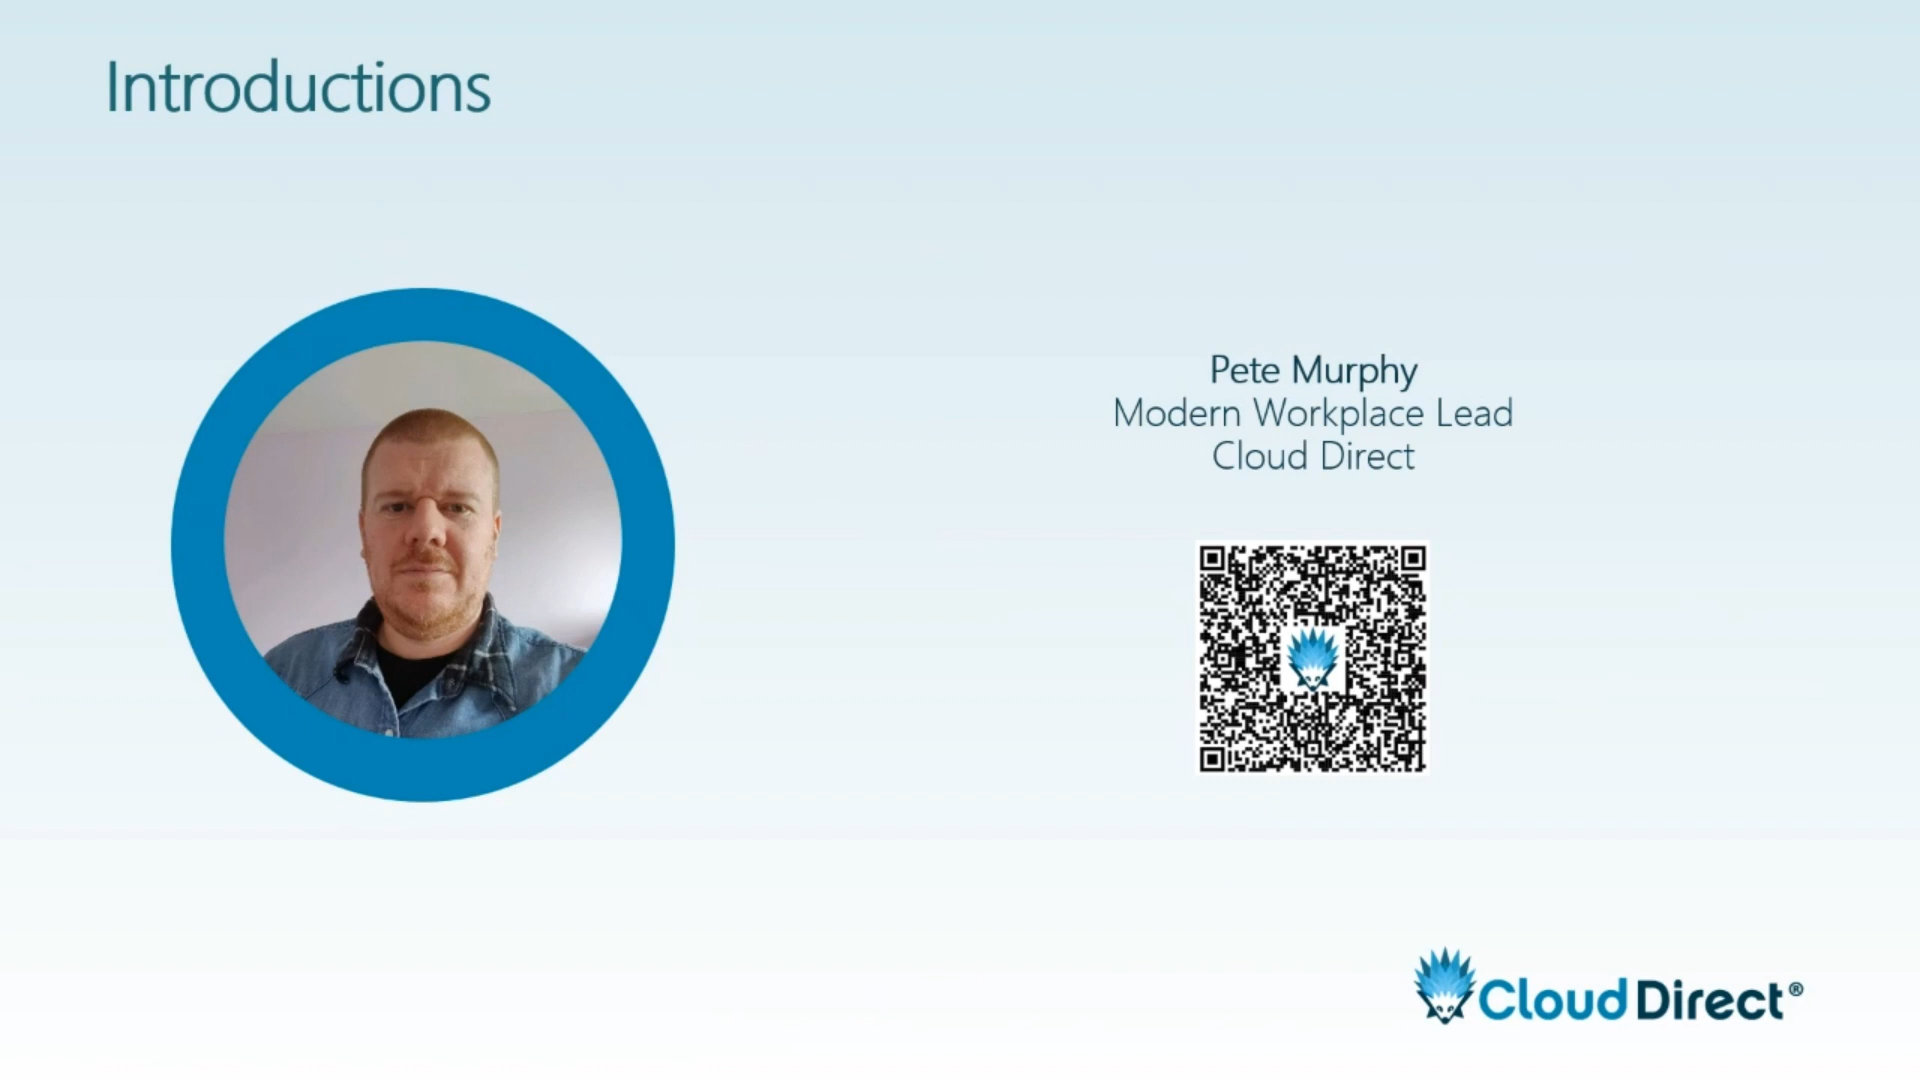 Introductions
Pete Murphy
Modern Workplace Lead
Cloud Direct
Cloud Direct®